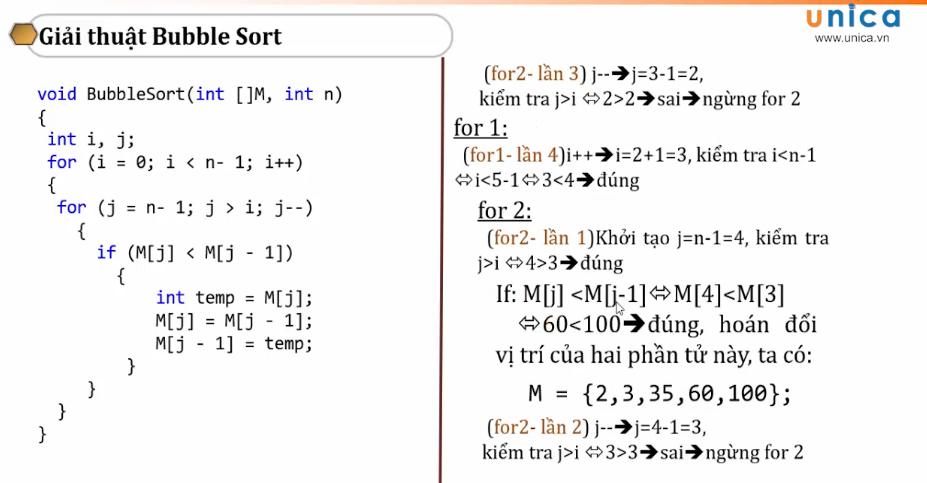 unica
www.unica.vn
Giải thuật Bubble Sort
void BubbleSort(int []M, int n)
{
int i, j;
for (i = 0; i < n- 1; i++)
{
for (j = n- 1; j > i; j--)
{
if (M[j] < M[j - 1])
{
int temp = M[j];
M[j] = M[j - 1];
M[j - 1] = temp;
}
}
}
}
(for2- lần 3) j--➔j=3-1=2,
kiểm tra j>i ⇔2>2➔sai➔ngừng for 2
for 1:
(for1- lần 4)i++➔i=2+1=3, kiểm tra i<n-1
⇔i<5-1⇔3<4➔đúng
for 2:
(for2- lần 1)Khởi tạo j=n-1=4, kiểm tra
j>i ⇔4>3➔đúng
If: M[j] <M[j-1]⇔M[4]<M[3]
⇔60<100➔đúng, hoán đổi
vị trí của hai phần tử này, ta có:
M = {2,3,35,60,100};
(for2- lần 2) j--➔j=4-1=3,
kiểm tra j>i ⇔3>3➔sai➔ngừng for 2